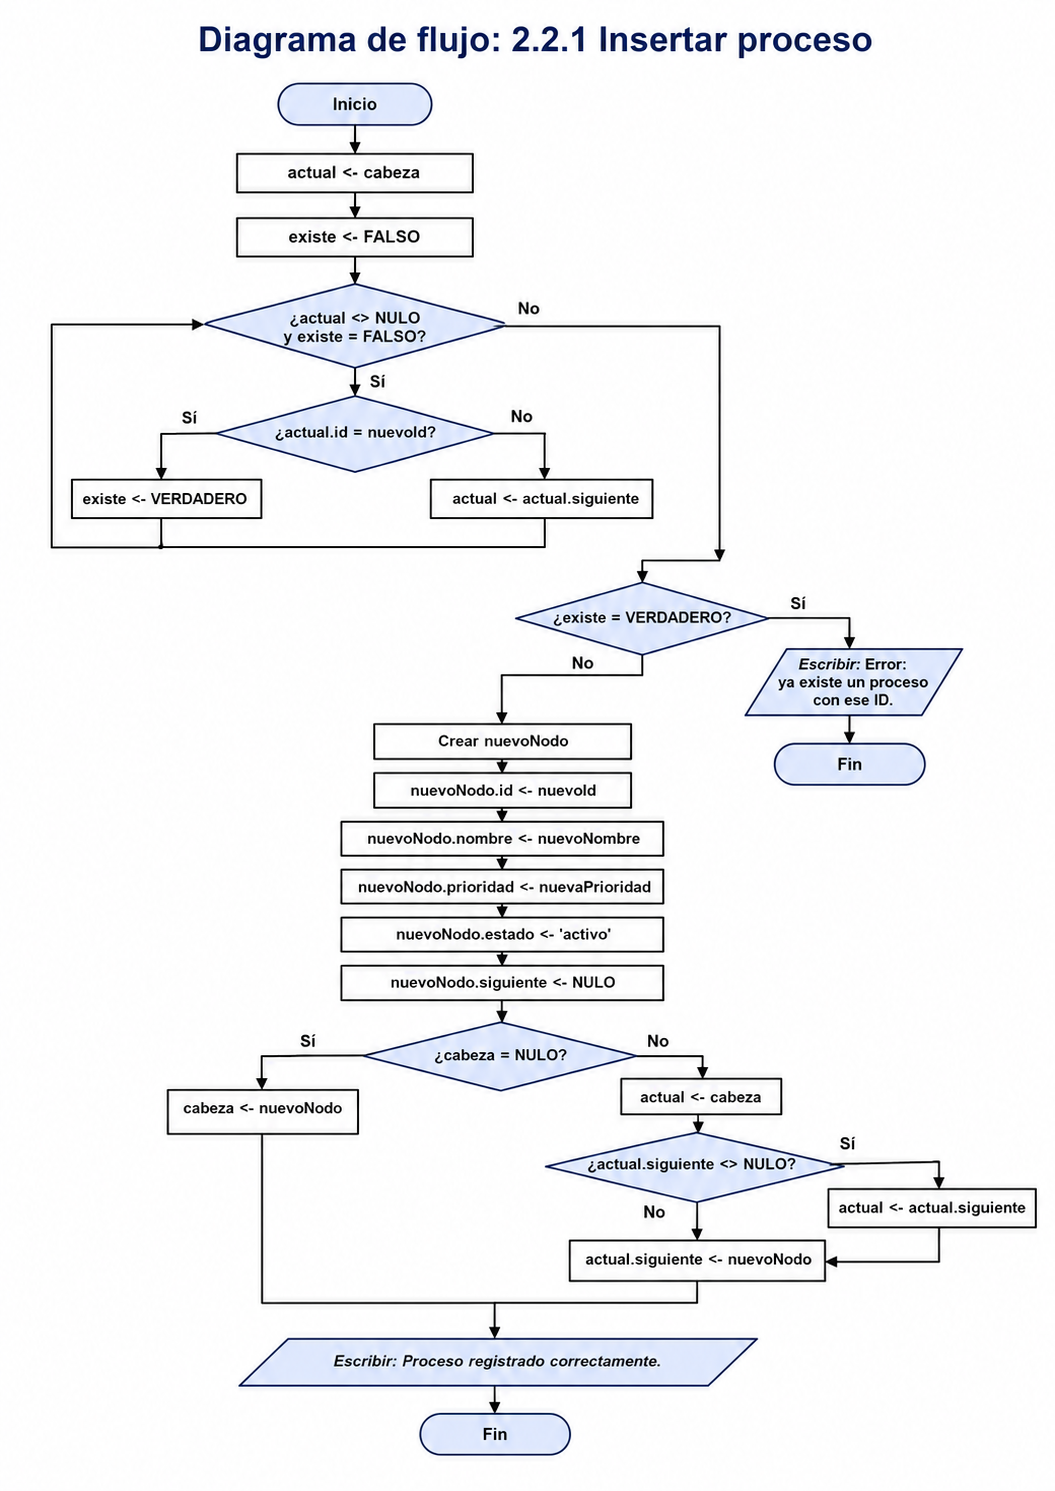 Diagrama de flujo: 2.2.1 Insertar proceso
Inicio
actual <- cabeza
existe <- FALSO
¿actual <> NULO
y existe = FALSO?
No
Sí
¿actual.id = nuevoId?
Sí
No
existe <- VERDADERO
actual <- actual.siguiente
¿existe = VERDADERO?
Sí
No
Escribir: Error:
ya existe un proceso
con ese ID.
Fin
Crear nuevoNodo
nuevoNodo.id <- nuevoId
nuevoNodo.nombre <- nuevoNombre
nuevoNodo.prioridad <- nuevaPrioridad
nuevoNodo.estado <- 'activo'
nuevoNodo.siguiente <- NULO
¿cabeza = NULO?
Sí
No
cabeza <- nuevoNodo
actual <- cabeza
¿actual.siguiente <> NULO?
Sí
No
actual <- actual.siguiente
actual.siguiente <- nuevoNodo
Escribir: Proceso registrado correctamente.
Fin